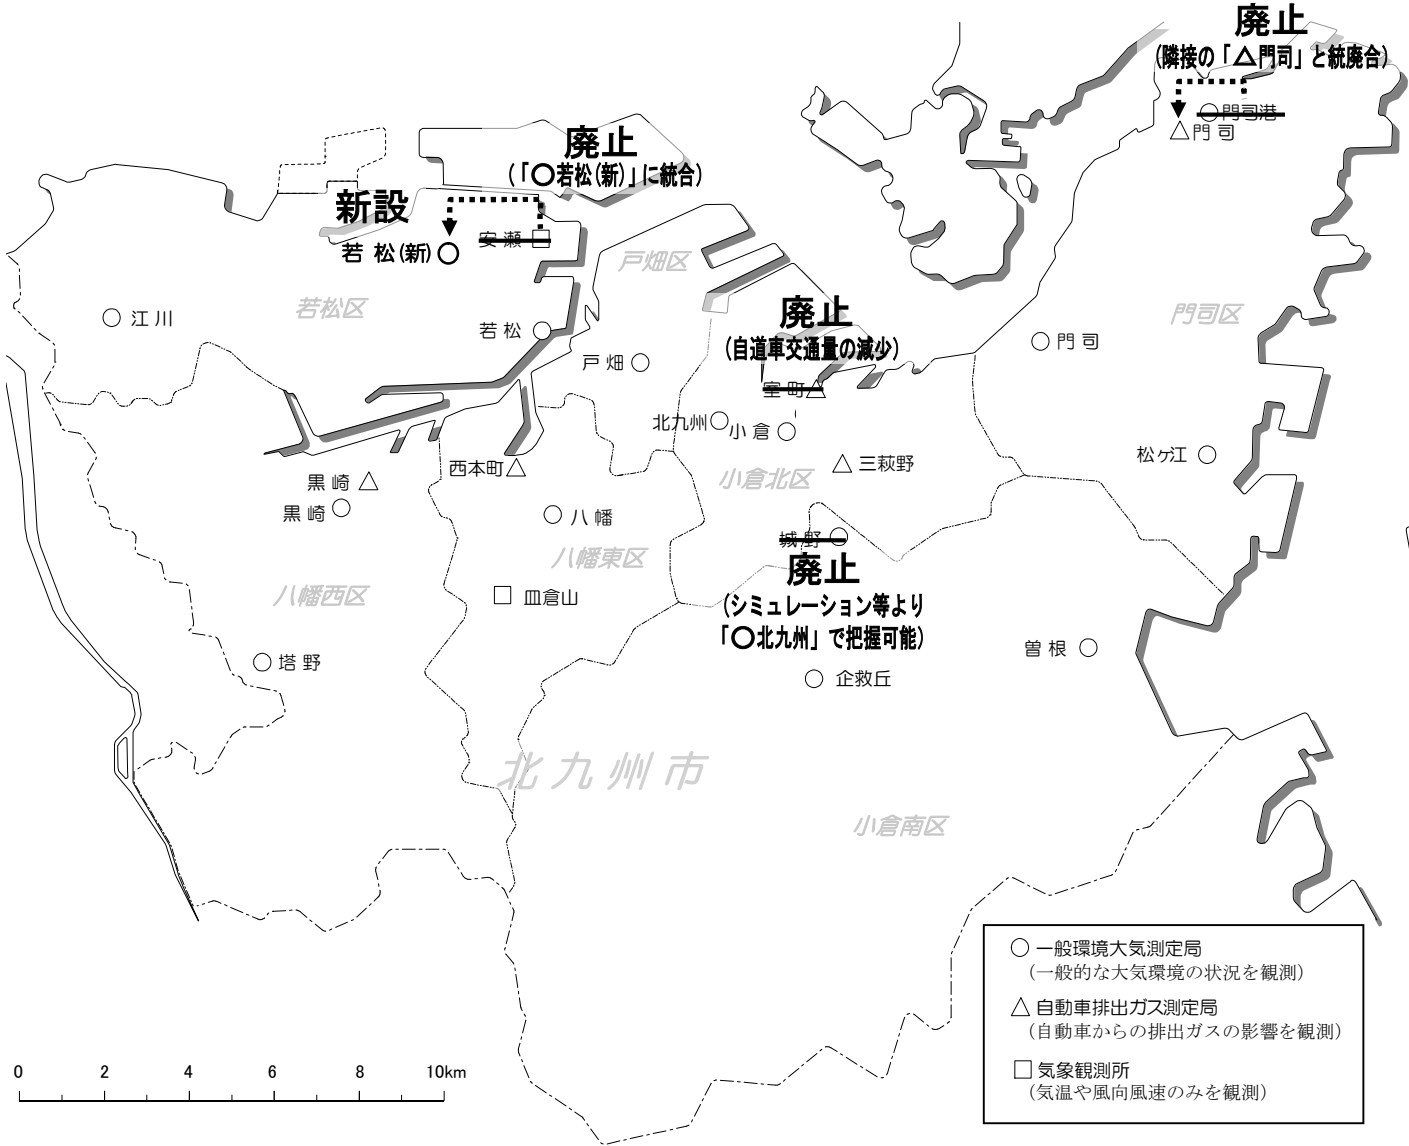 廃止
(隣接の「△門司」と統廃合)
○門司港
△門司
廃止
(「○若松(新)」に統合)
新設
若松(新)○
安瀬□
戸畑区
若松区
門司区
○江川
若松○
戸畑○
廃止
(自動車交通量の減少)
室町△
○門司
北九州○
小倉○
松ヶ江○
西本町△
△三萩野
小倉北区
黒崎△
黒崎○
○八幡
城野○
八幡東区
廃止
(シミュレーション等より
「○北九州」で把握可能)
八幡西区
□皿倉山
○塔野
曽根○
○企救丘
北九州市
小倉南区
○一般環境大気測定局
(一般的な大気環境の状況を観測)
△自動車排出ガス測定局
(自動車からの排出ガスの影響を観測)
□気象観測所
(気温や風向風速のみを観測)
0 2 4 6 8 10km